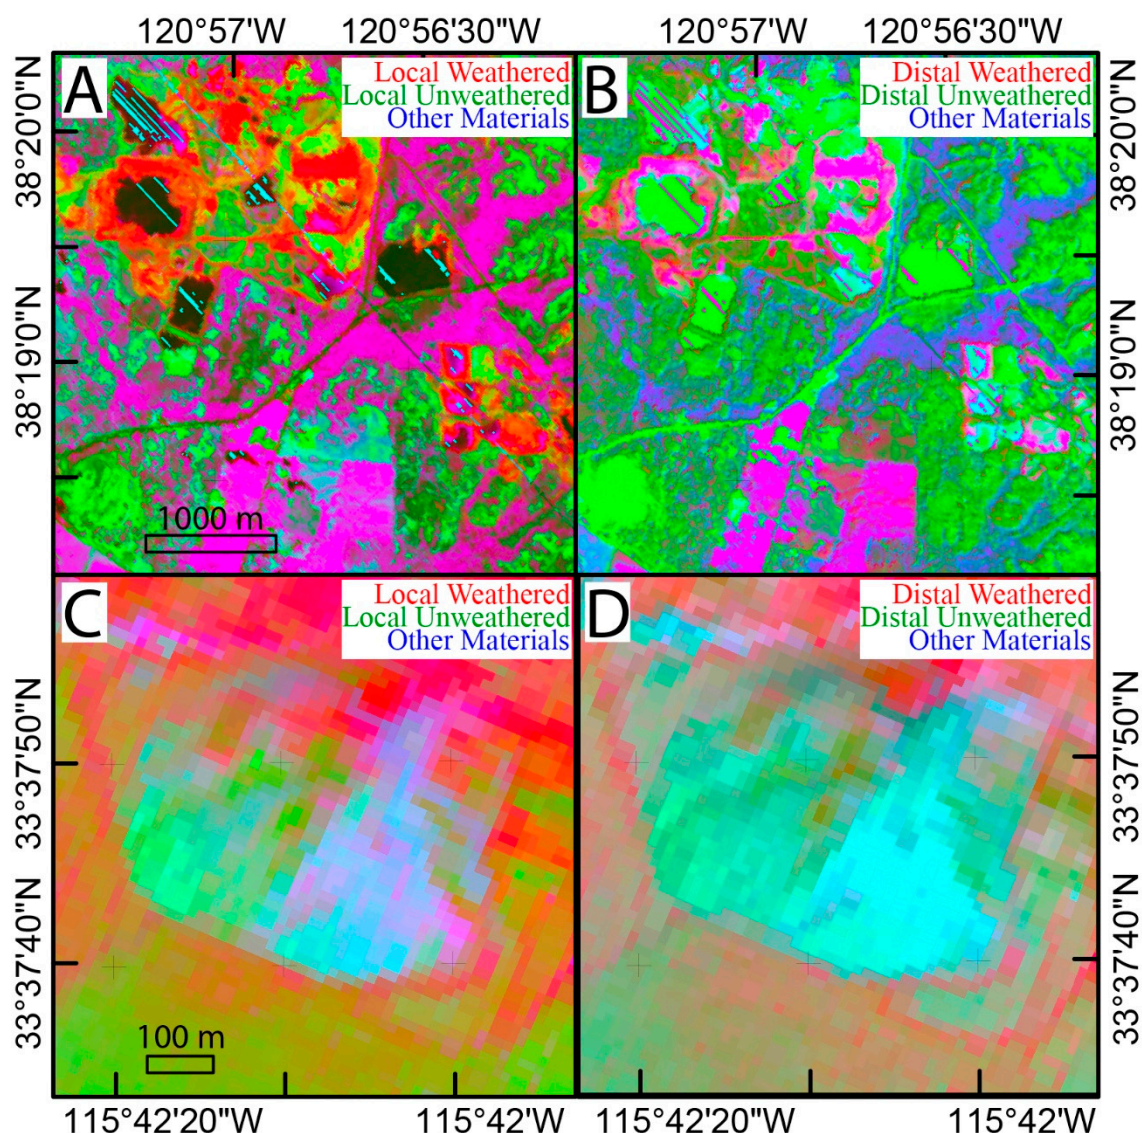 120°57'W 120°56'30"W 120°57'W 120°56'30"W
A
Local Weathered
Local Unweathered
Other Materials
B
Distal Weathered
Distal Unweathered
Other Materials
38°20'0"N
38°19'0"N
38°20'0"N
38°19'0"N
1000 m
C
Local Weathered
Local Unweathered
Other Materials
D
Distal Weathered
Distal Unweathered
Other Materials
33°37'50"N
33°37'40"N
33°37'50"N
33°37'40"N
100 m
115°42'20"W 115°42'W 115°42'20"W 115°42'W